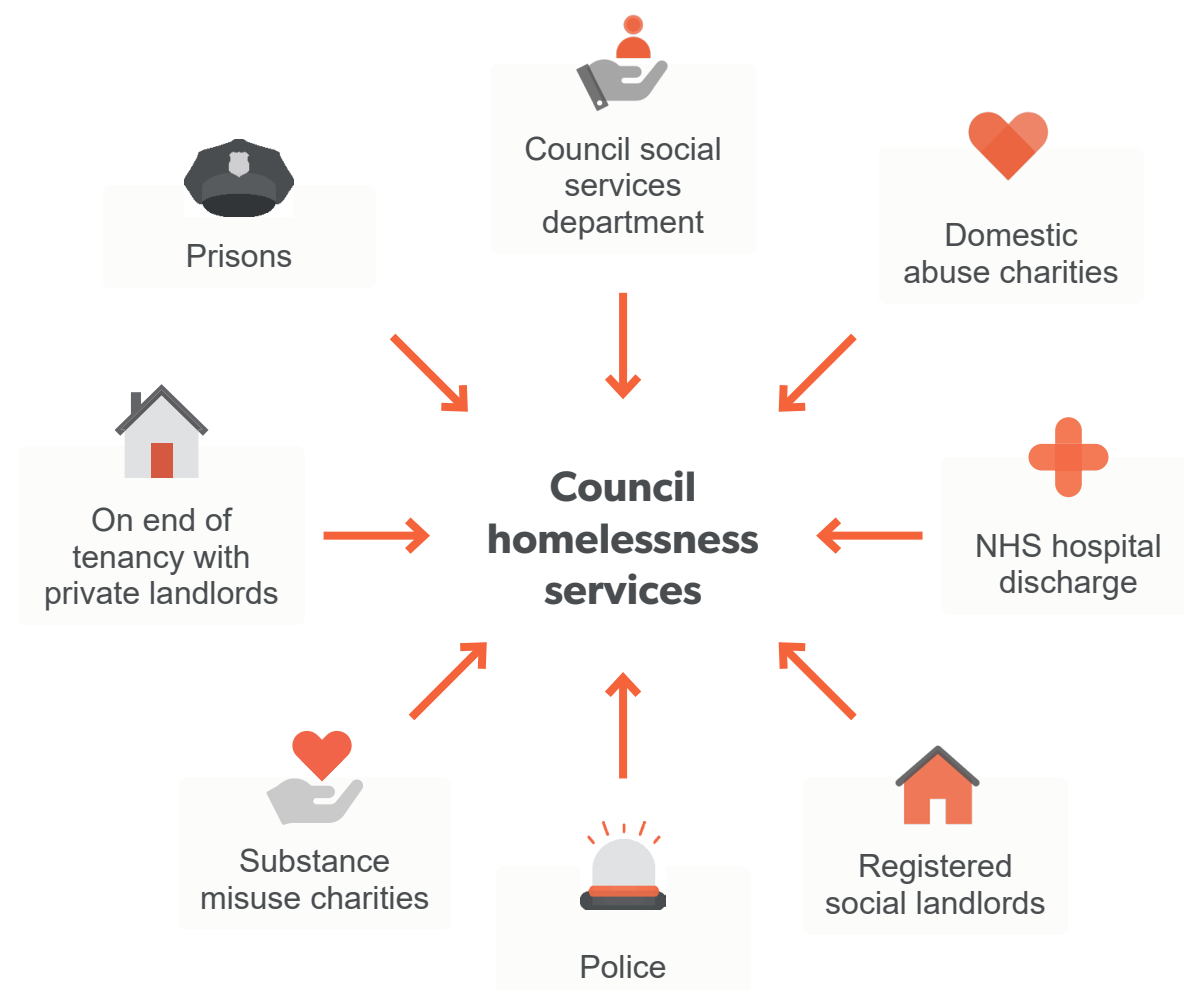 Council social
services
department
Prisons
Domestic
abuse charities
On end of
tenancy with
private landlords
Council
homelessness
services
NHS hospital
discharge
Substance
misuse charities
Registered
social landlords
Police